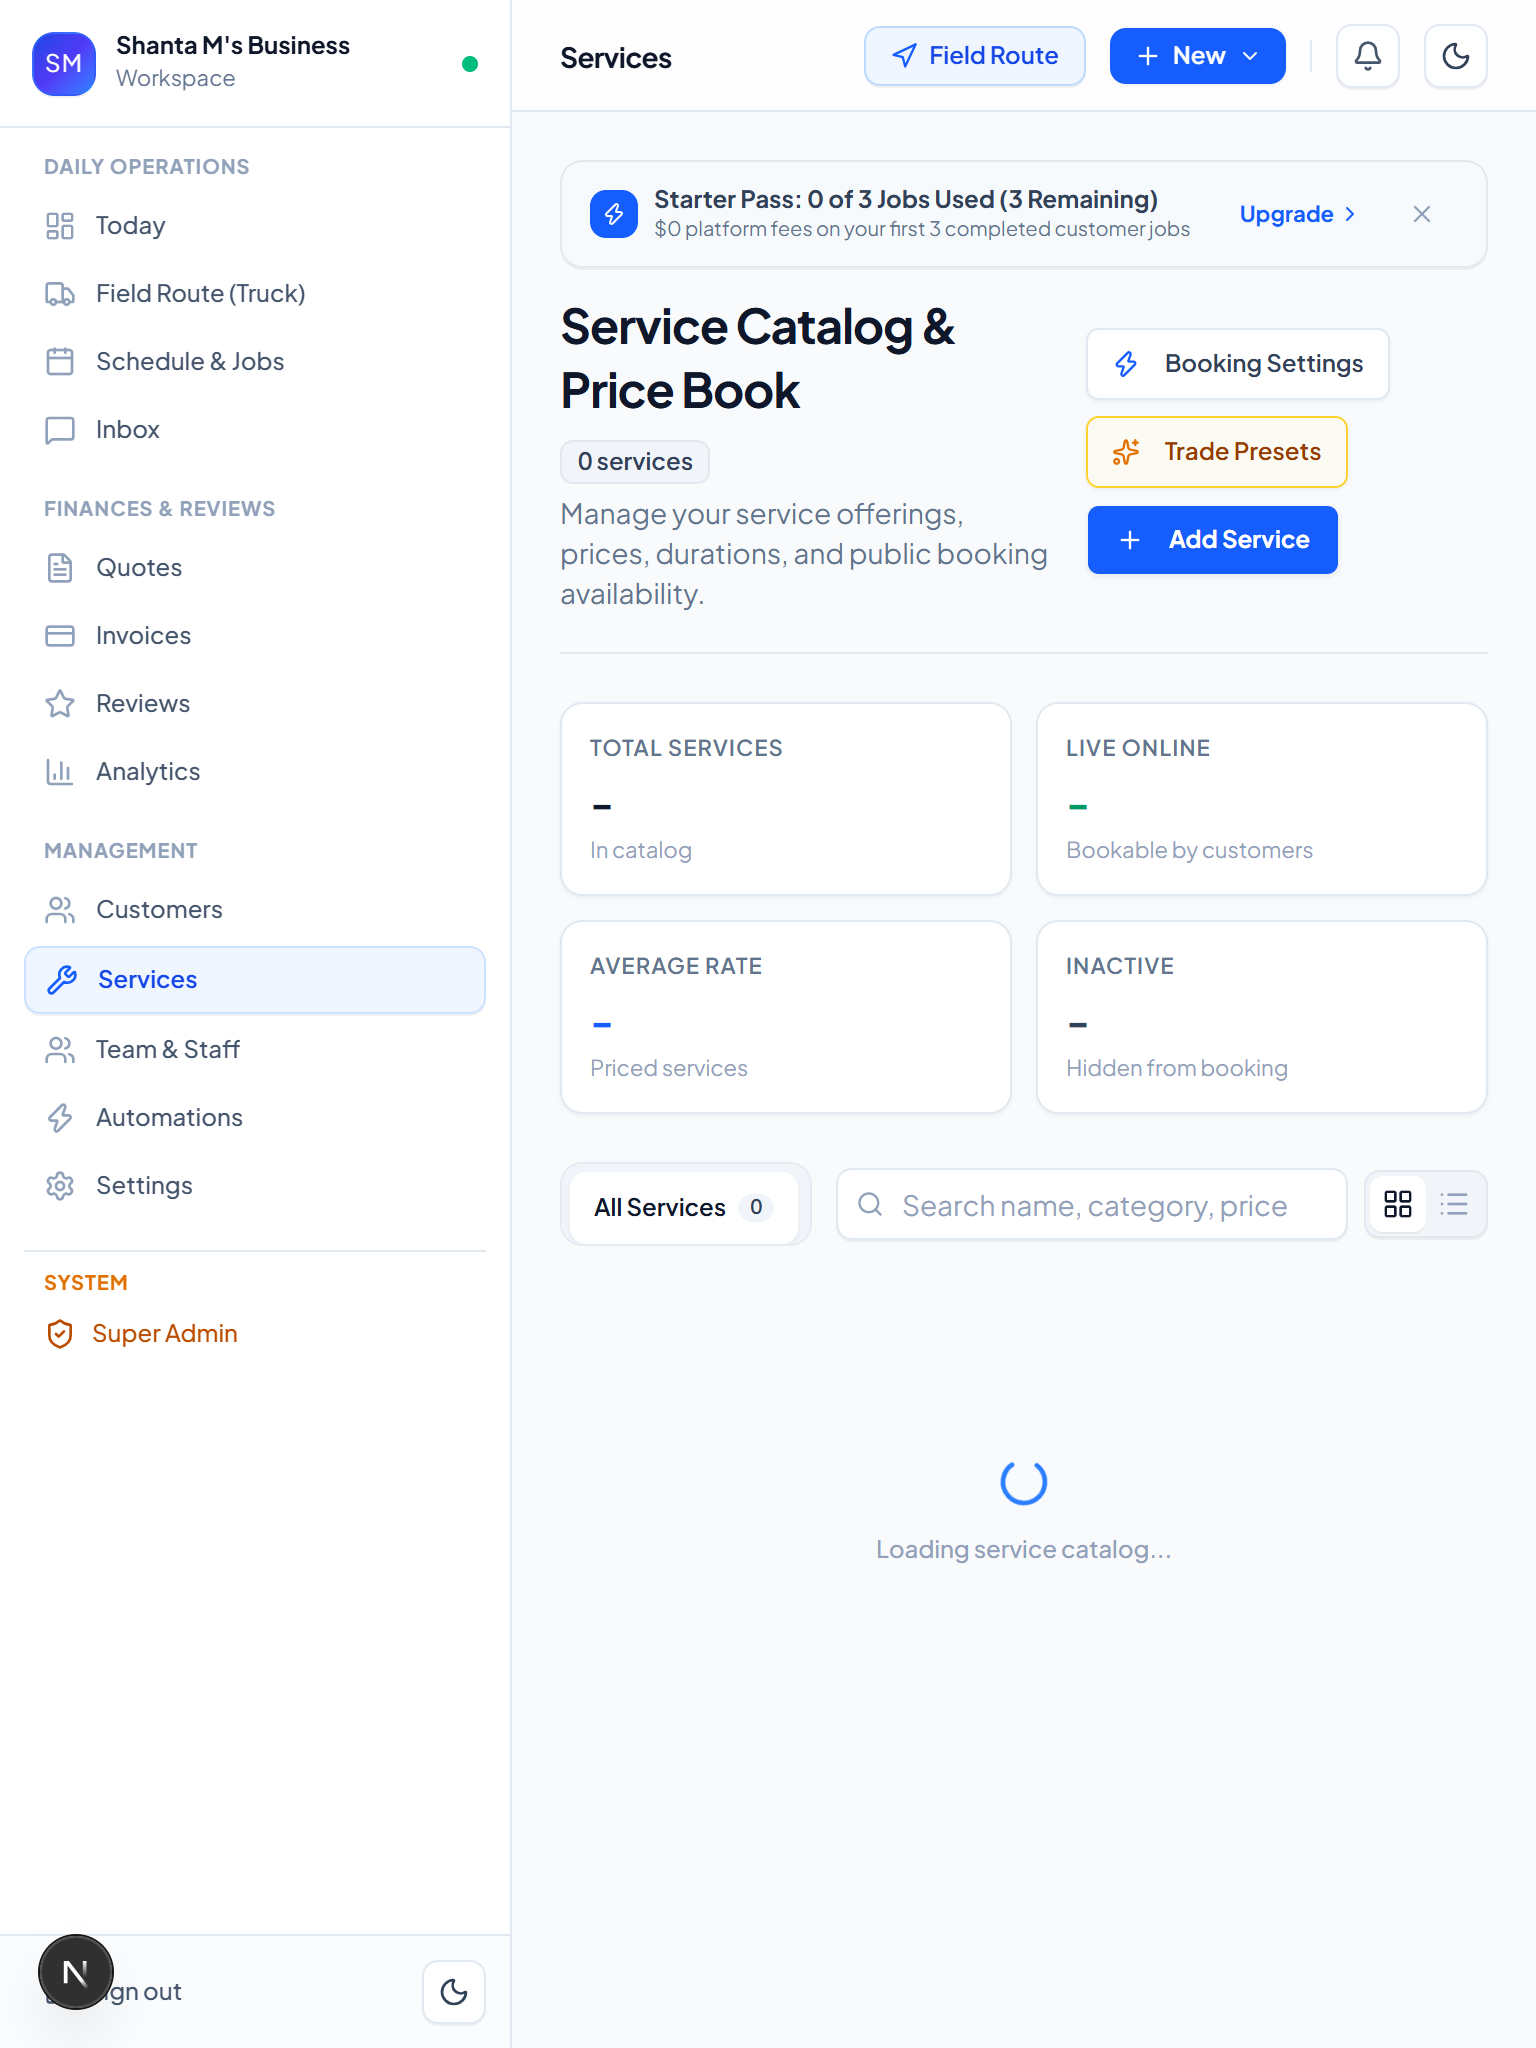 SM
Shanta M's Business
Workspace
DAILY OPERATIONS
Today
Field Route (Truck)
Schedule & Jobs
Inbox
FINANCES & REVIEWS
Quotes
Invoices
Reviews
Analytics
MANAGEMENT
Customers
Services
Team & Staff
Automations
Settings
SYSTEM
Super Admin
N
gn out
Services
Field Route
New
Starter Pass: 0 of 3 Jobs Used (3 Remaining)
$0 platform fees on your first 3 completed customer jobs
Upgrade
Service Catalog &
Price Book
0 services
Manage your service offerings,
prices, durations, and public booking
availability.
Booking Settings
Trade Presets
Add Service
TOTAL SERVICES
–
In catalog
LIVE ONLINE
–
Bookable by customers
AVERAGE RATE
–
Priced services
INACTIVE
–
Hidden from booking
All Services 0
Search name, category, price
Loading service catalog...